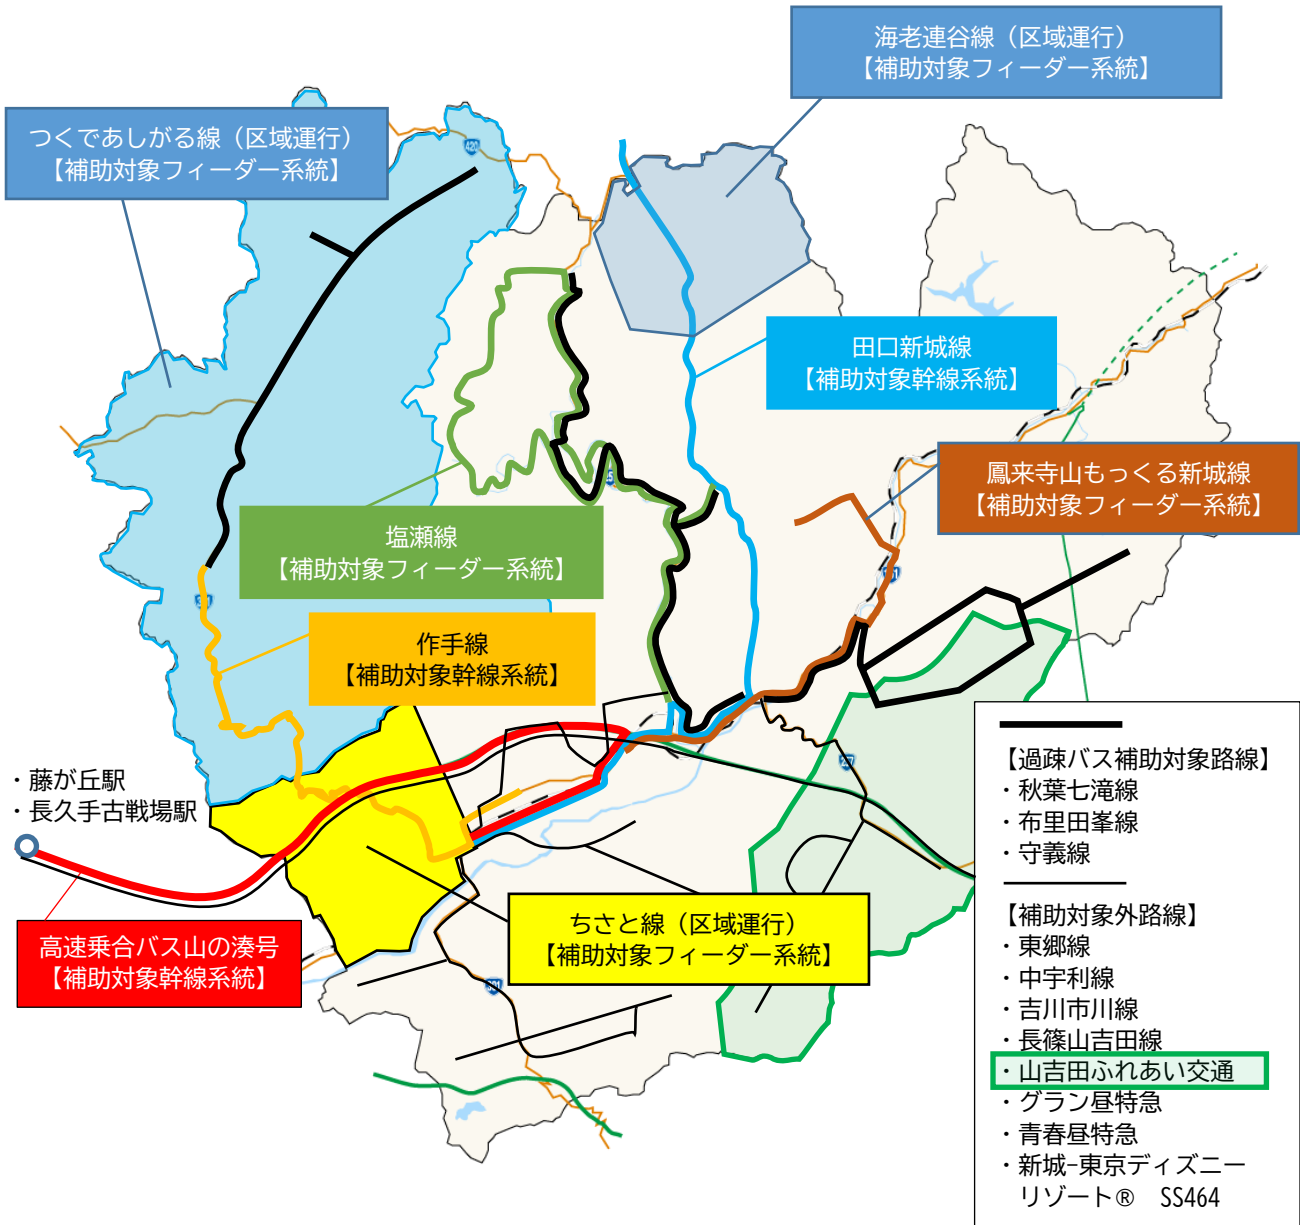 海老連谷線（区域運行）
【補助対象フィーダー系統】
つくであしがる線（区域運行）
【補助対象フィーダー系統】
420
田口新城線
【補助対象幹線系統】
鳳来寺山もっくる新城線
【補助対象フィーダー系統】
塩瀬線
【補助対象フィーダー系統】
作手線
【補助対象幹線系統】
・藤が丘駅
・長久手古戦場駅
高速乗合バス山の湊号
【補助対象幹線系統】
ちさと線（区域運行）
【補助対象フィーダー系統】
【過疎バス補助対象路線】
・秋葉七滝線
・布里田峯線
・守義線
【補助対象外路線】
・東郷線
・中宇利線
・吉川市川線
・長篠山吉田線
・山吉田ふれあい交通
・グラン昼特急
・青春昼特急
・新城-東京ディズニー
リゾート®　SS464